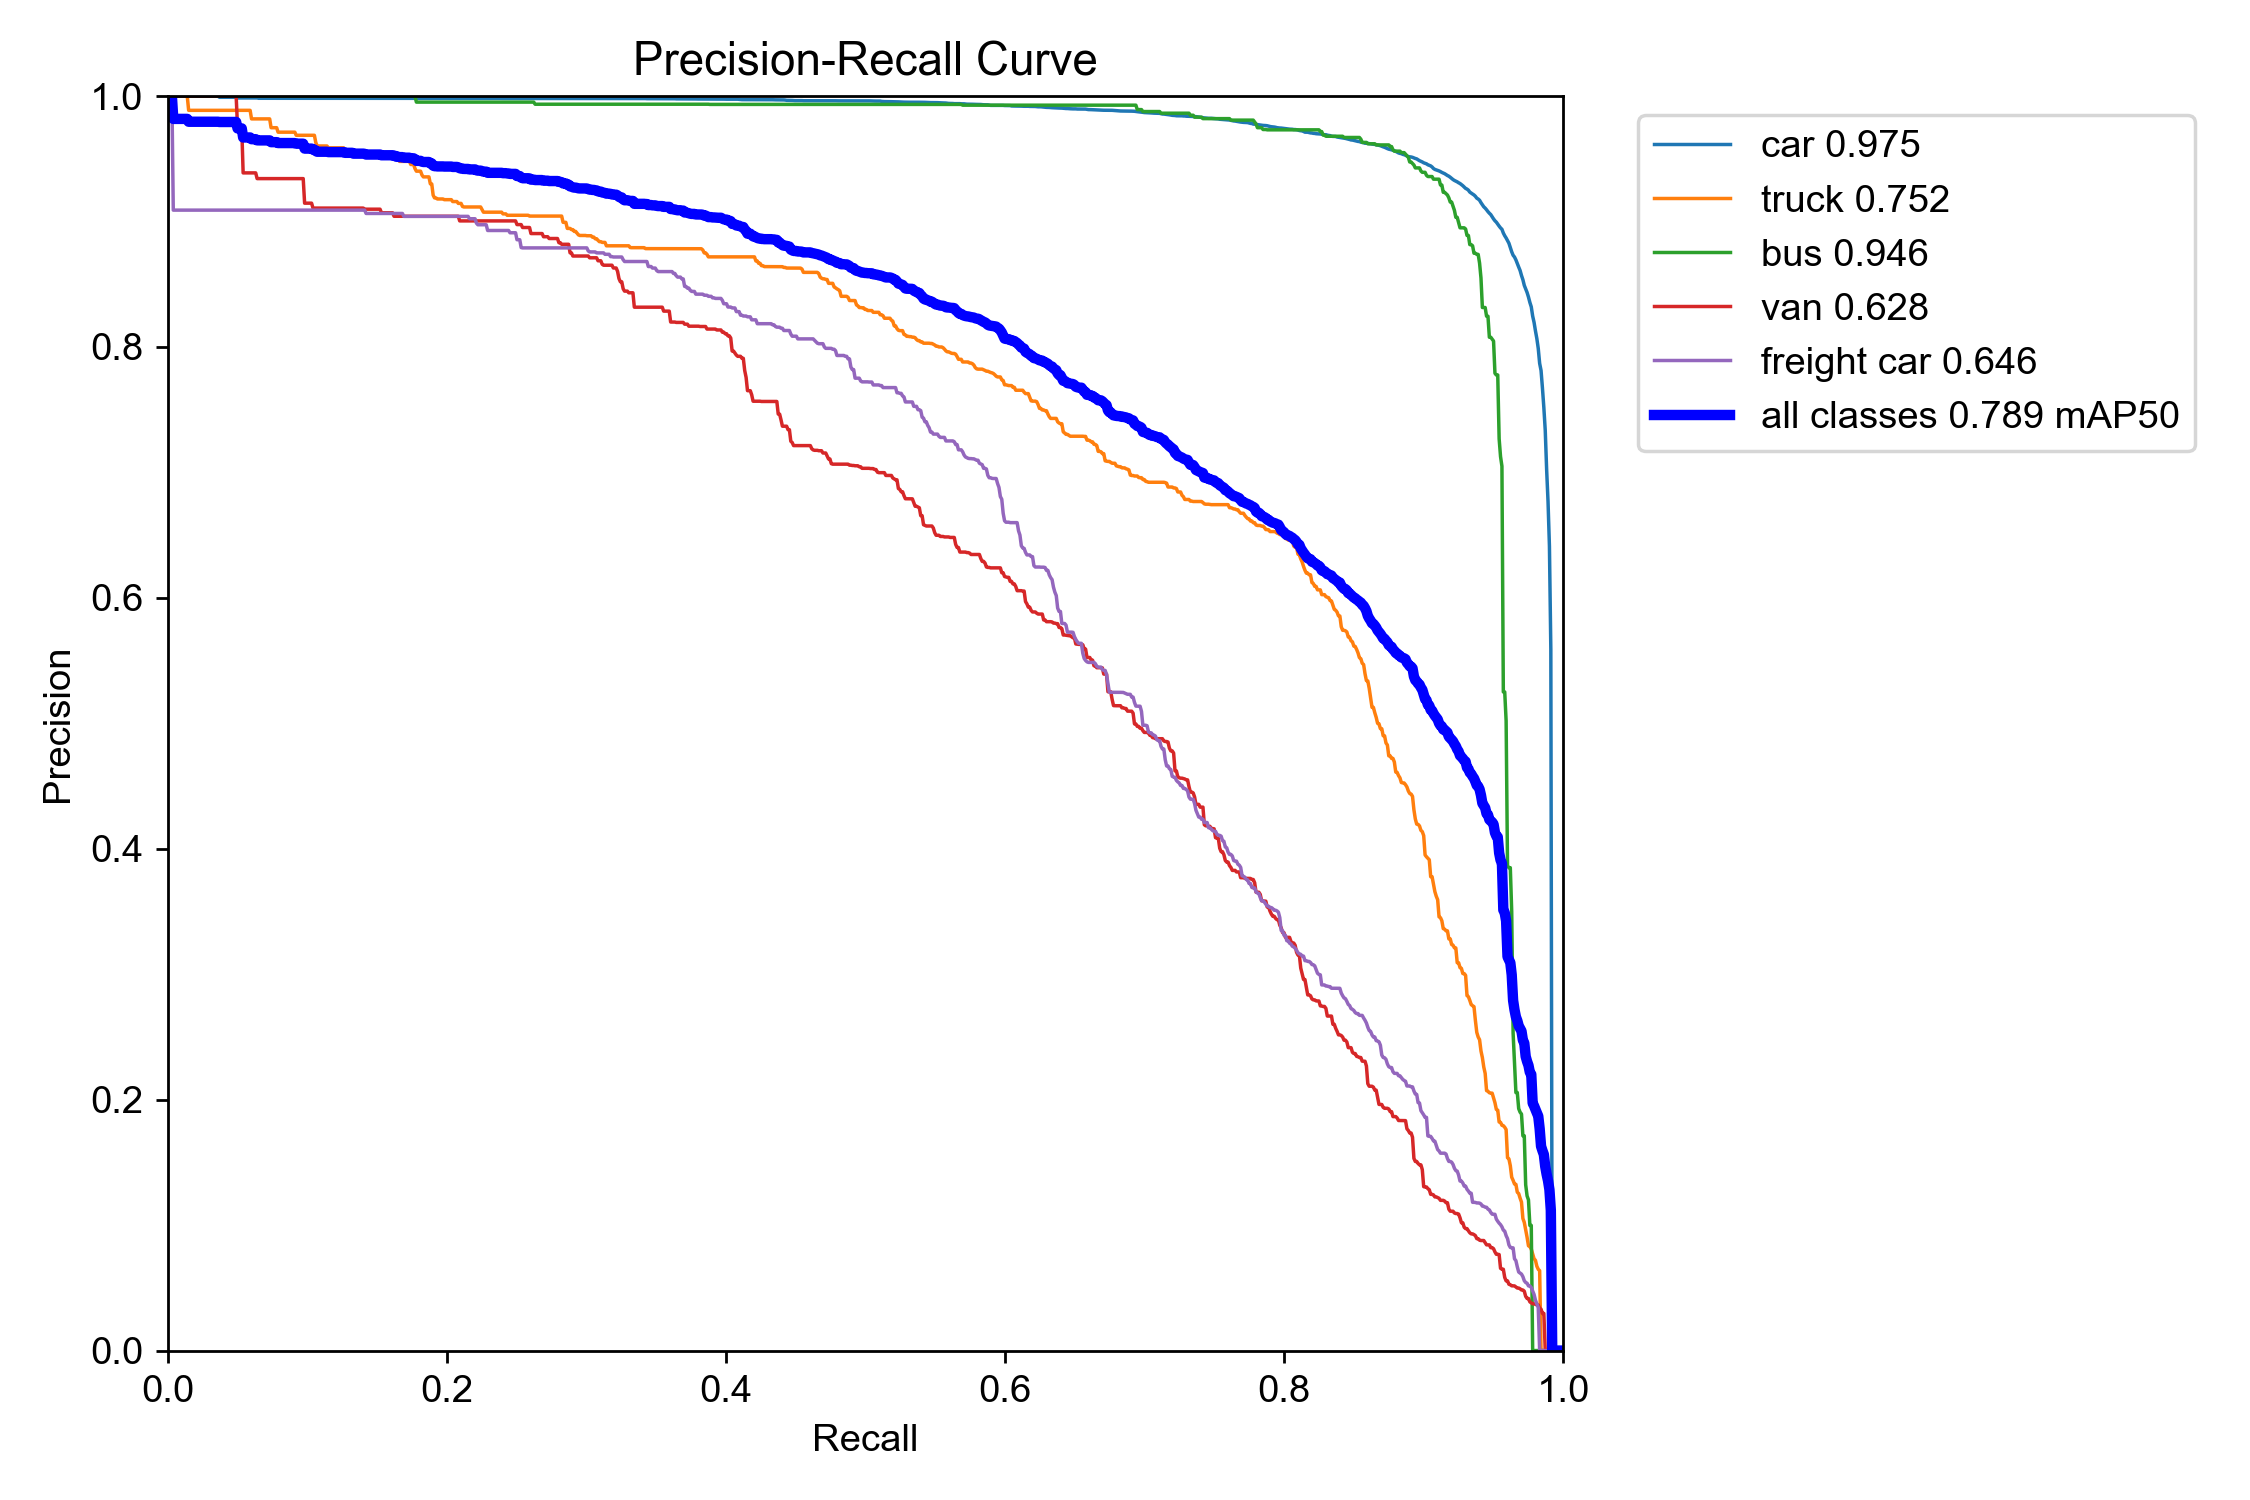 Precision-Recall Curve
1.0
0.8
0.6
0.4
0.2
0.0
Precision
0.0 0.2 0.4 0.6 0.8 1.0
Recall
car 0.975
truck 0.752
bus 0.946
van 0.628
freight car 0.646
all classes 0.789 mAP50